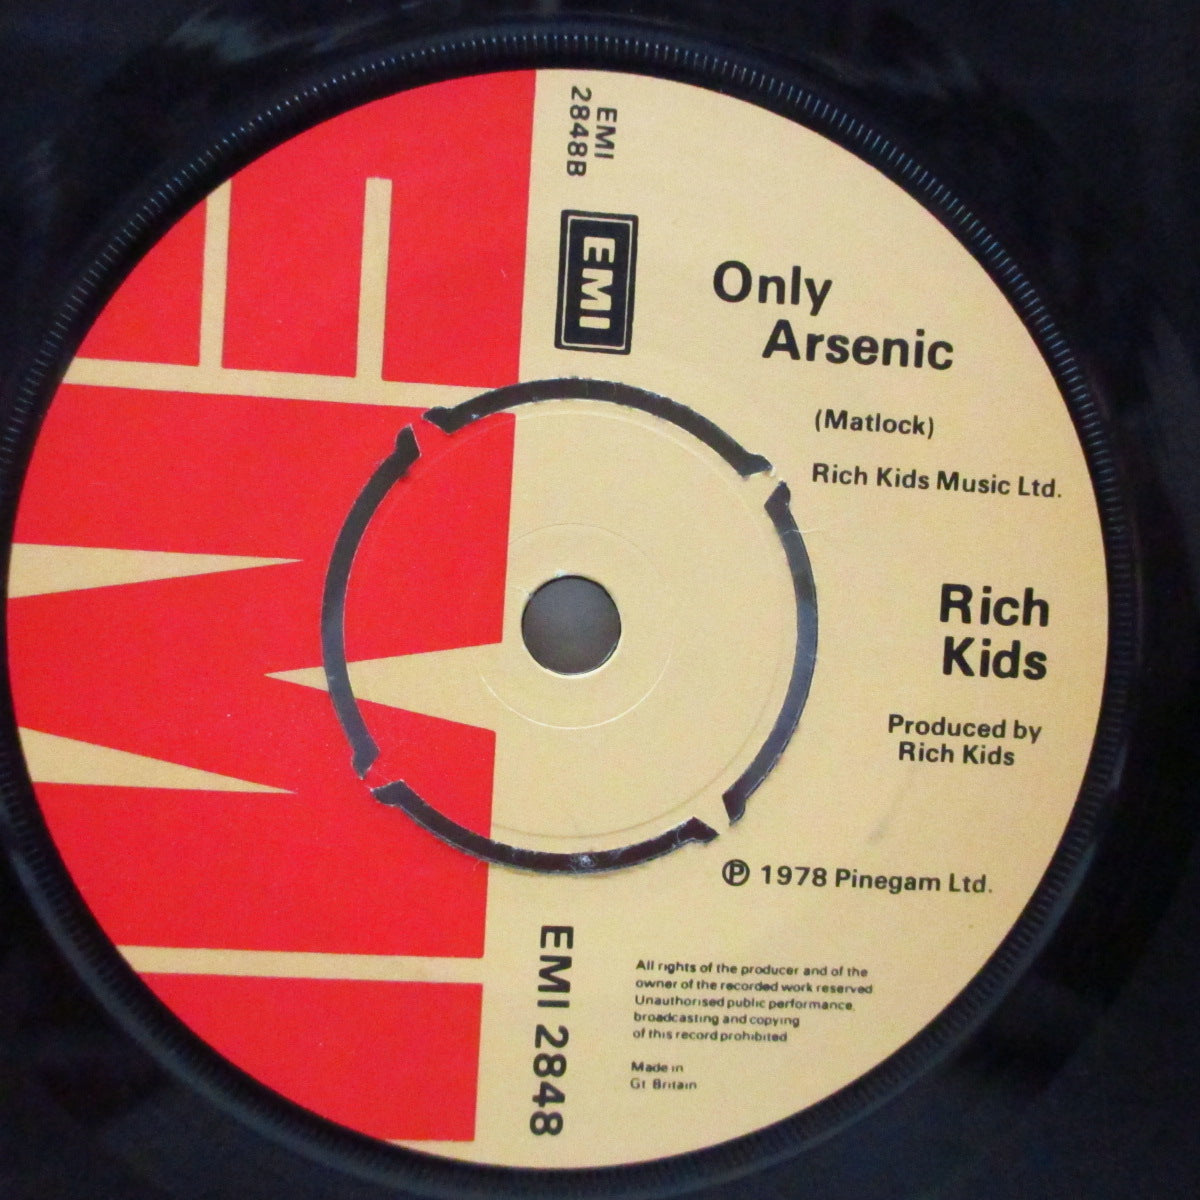 EMI
2848B
EMI
Only
Arsenic
(Matlock)
Rich Kids Music Ltd.
Rich
Kids
Produced by
Rich Kids
℗ 1978 Pinegam Ltd.
EMI 2848
All rights of the producer and of the
owner of the recorded work reserved
Unauthorised public performance,
broadcasting and copying
of this record prohibited
Made in
Gt Britain
EMI